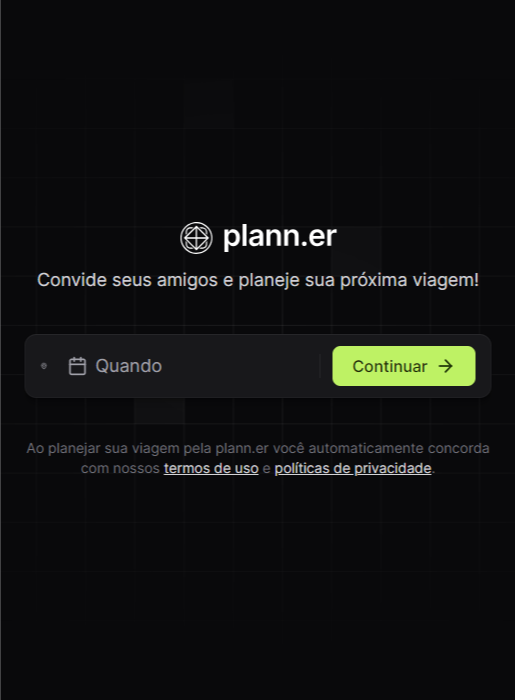 plann.er
Convide seus amigos e planeje sua próxima viagem!
Quando
Continuar
Ao planejar sua viagem pela plann.er você automaticamente concorda
com nossos termos de uso e políticas de privacidade.